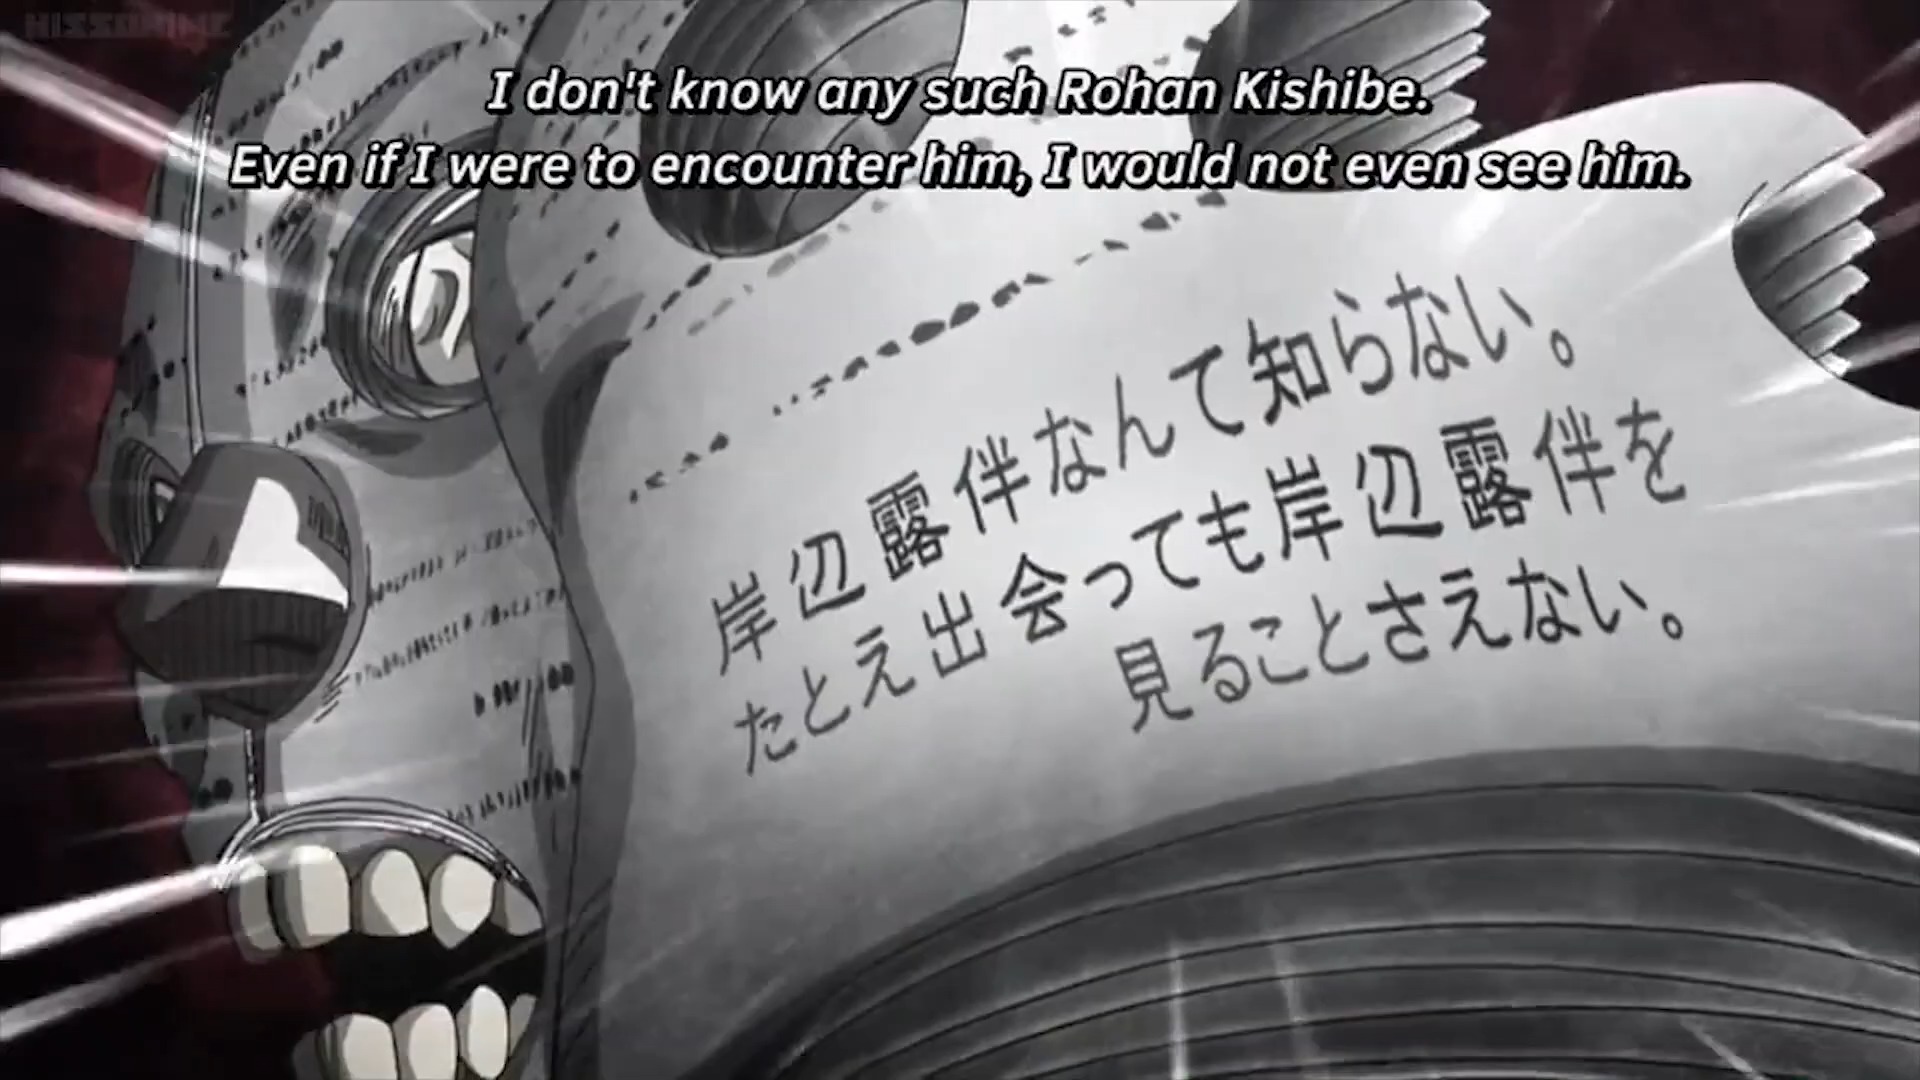 KISSANIME
I don't know any such Rohan Kishibe.
Even if I were to encounter him, I would not even see him.
岸辺露伴なんて知らない。
たとえ出会っても岸辺露伴を
見ることさえない。